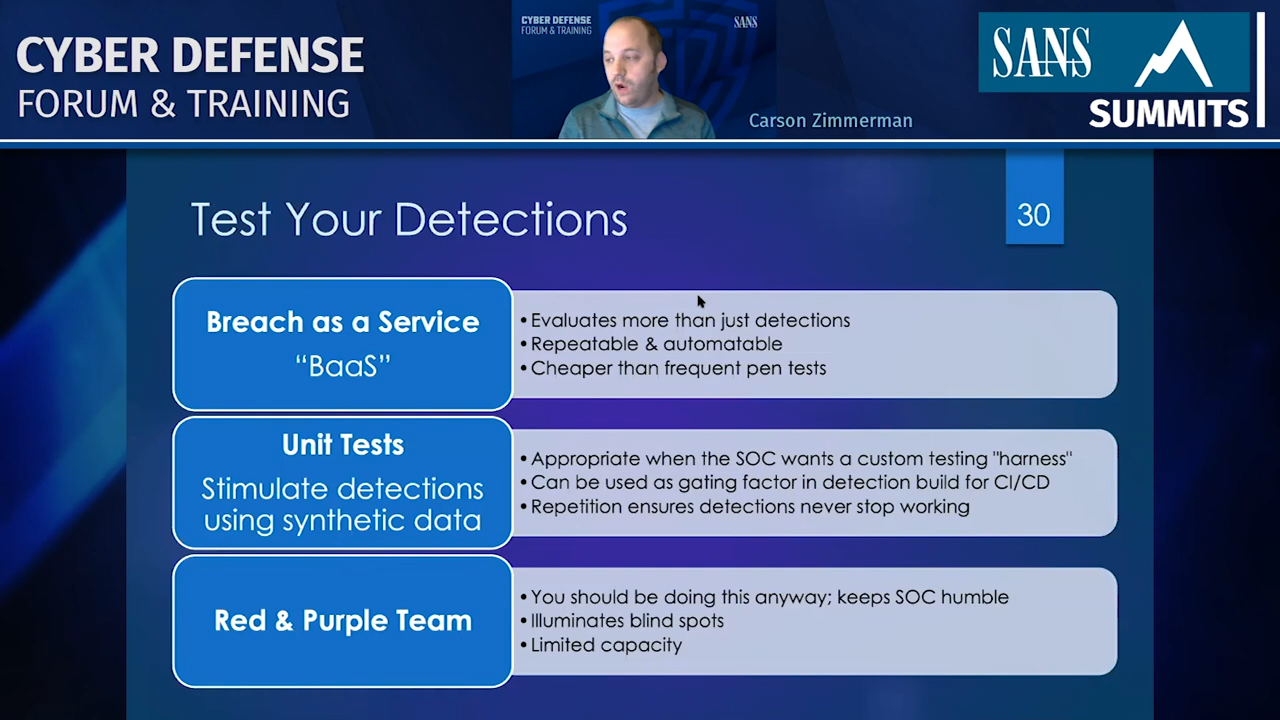 CYBER DEFENSE
FORUM & TRAINING
CYBER DEFENSE
FORUM & TRAINING
SANS
Carson Zimmerman
SANS
SUMMITS
Test Your Detections
30
Breach as a Service
“BaaS”
•Evaluates more than just detections
•Repeatable & automatable
•Cheaper than frequent pen tests
Unit Tests
Stimulate detections
using synthetic data
•Appropriate when the SOC wants a custom testing "harness"
•Can be used as gating factor in detection build for CI/CD
•Repetition ensures detections never stop working
Red & Purple Team
•You should be doing this anyway; keeps SOC humble
•Illuminates blind spots
•Limited capacity